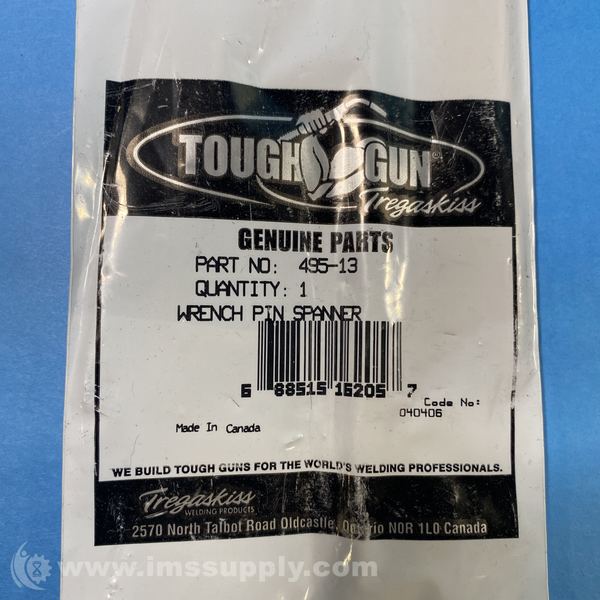 TOUGH GUN
Tregaskiss
GENUINE PARTS
PART NO: 495-13
QUANTITY: 1
WRENCH PIN SPANNER
6 88515 16205 7
Code No:
040406
Made In Canada
WE BUILD TOUGH GUNS FOR THE WORLD'S WELDING PROFESSIONALS.
Tregaskiss
WELDING PRODUCTS
2570 North Talbot Road Oldcastle, Ontario N0R 1L0 Canada
www.imssupply.com